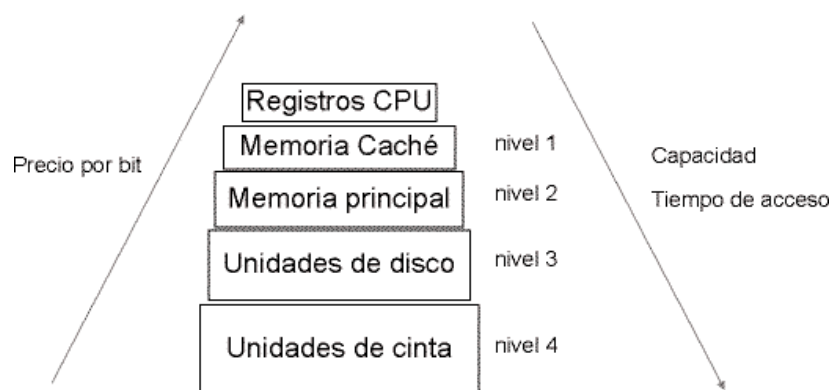 Registros CPU
Memoria Caché
nivel 1
Precio por bit
Capacidad
Memoria principal
nivel 2
Tiempo de acceso
Unidades de disco
nivel 3
Unidades de cinta
nivel 4